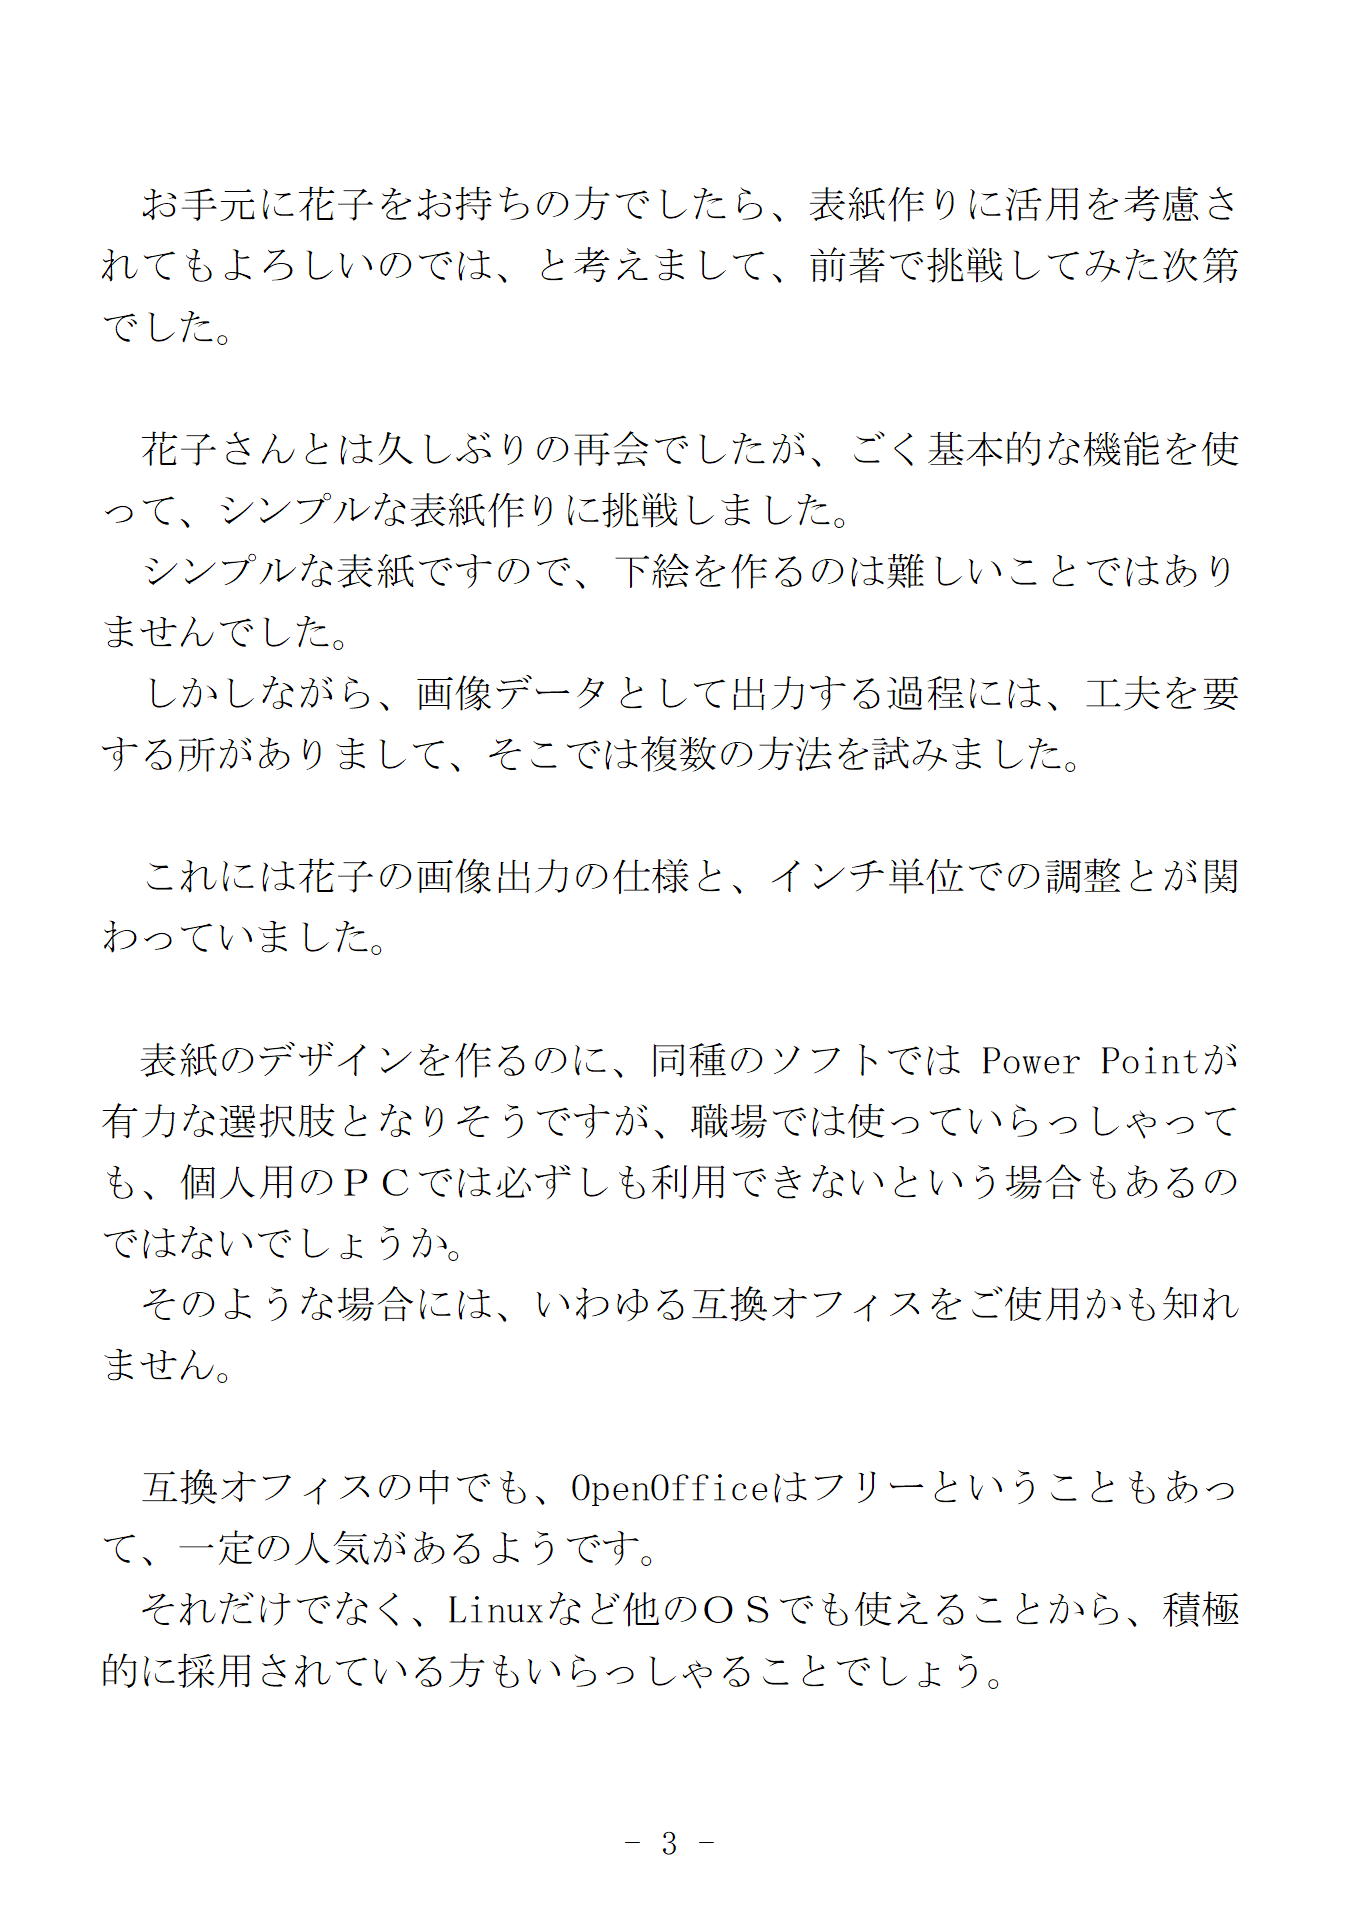 お手元に花子をお持ちの方でしたら、表紙作りに活用を考慮さ
れてもよろしいのでは、と考えまして、前著で挑戦してみた次第
でした。
　花子さんとは久しぶりの再会でしたが、ごく基本的な機能を使
って、シンプルな表紙作りに挑戦しました。
　シンプルな表紙ですので、下絵を作るのは難しいことではあり
ませんでした。
　しかしながら、画像データとして出力する過程には、工夫を要
する所がありまして、そこでは複数の方法を試みました。
　これには花子の画像出力の仕様と、インチ単位での調整とが関
わっていました。
　表紙のデザインを作るのに、同種のソフトでは Power Pointが
有力な選択肢となりそうですが、職場では使っていらっしゃって
も、個人用のＰＣでは必ずしも利用できないという場合もあるの
ではないでしょうか。
　そのような場合には、いわゆる互換オフィスをご使用かも知れ
ません。
　互換オフィスの中でも、OpenOfficeはフリーということもあっ
て、一定の人気があるようです。
　それだけでなく、Linuxなど他のＯＳでも使えることから、積極
的に採用されている方もいらっしゃることでしょう。
- 3 -